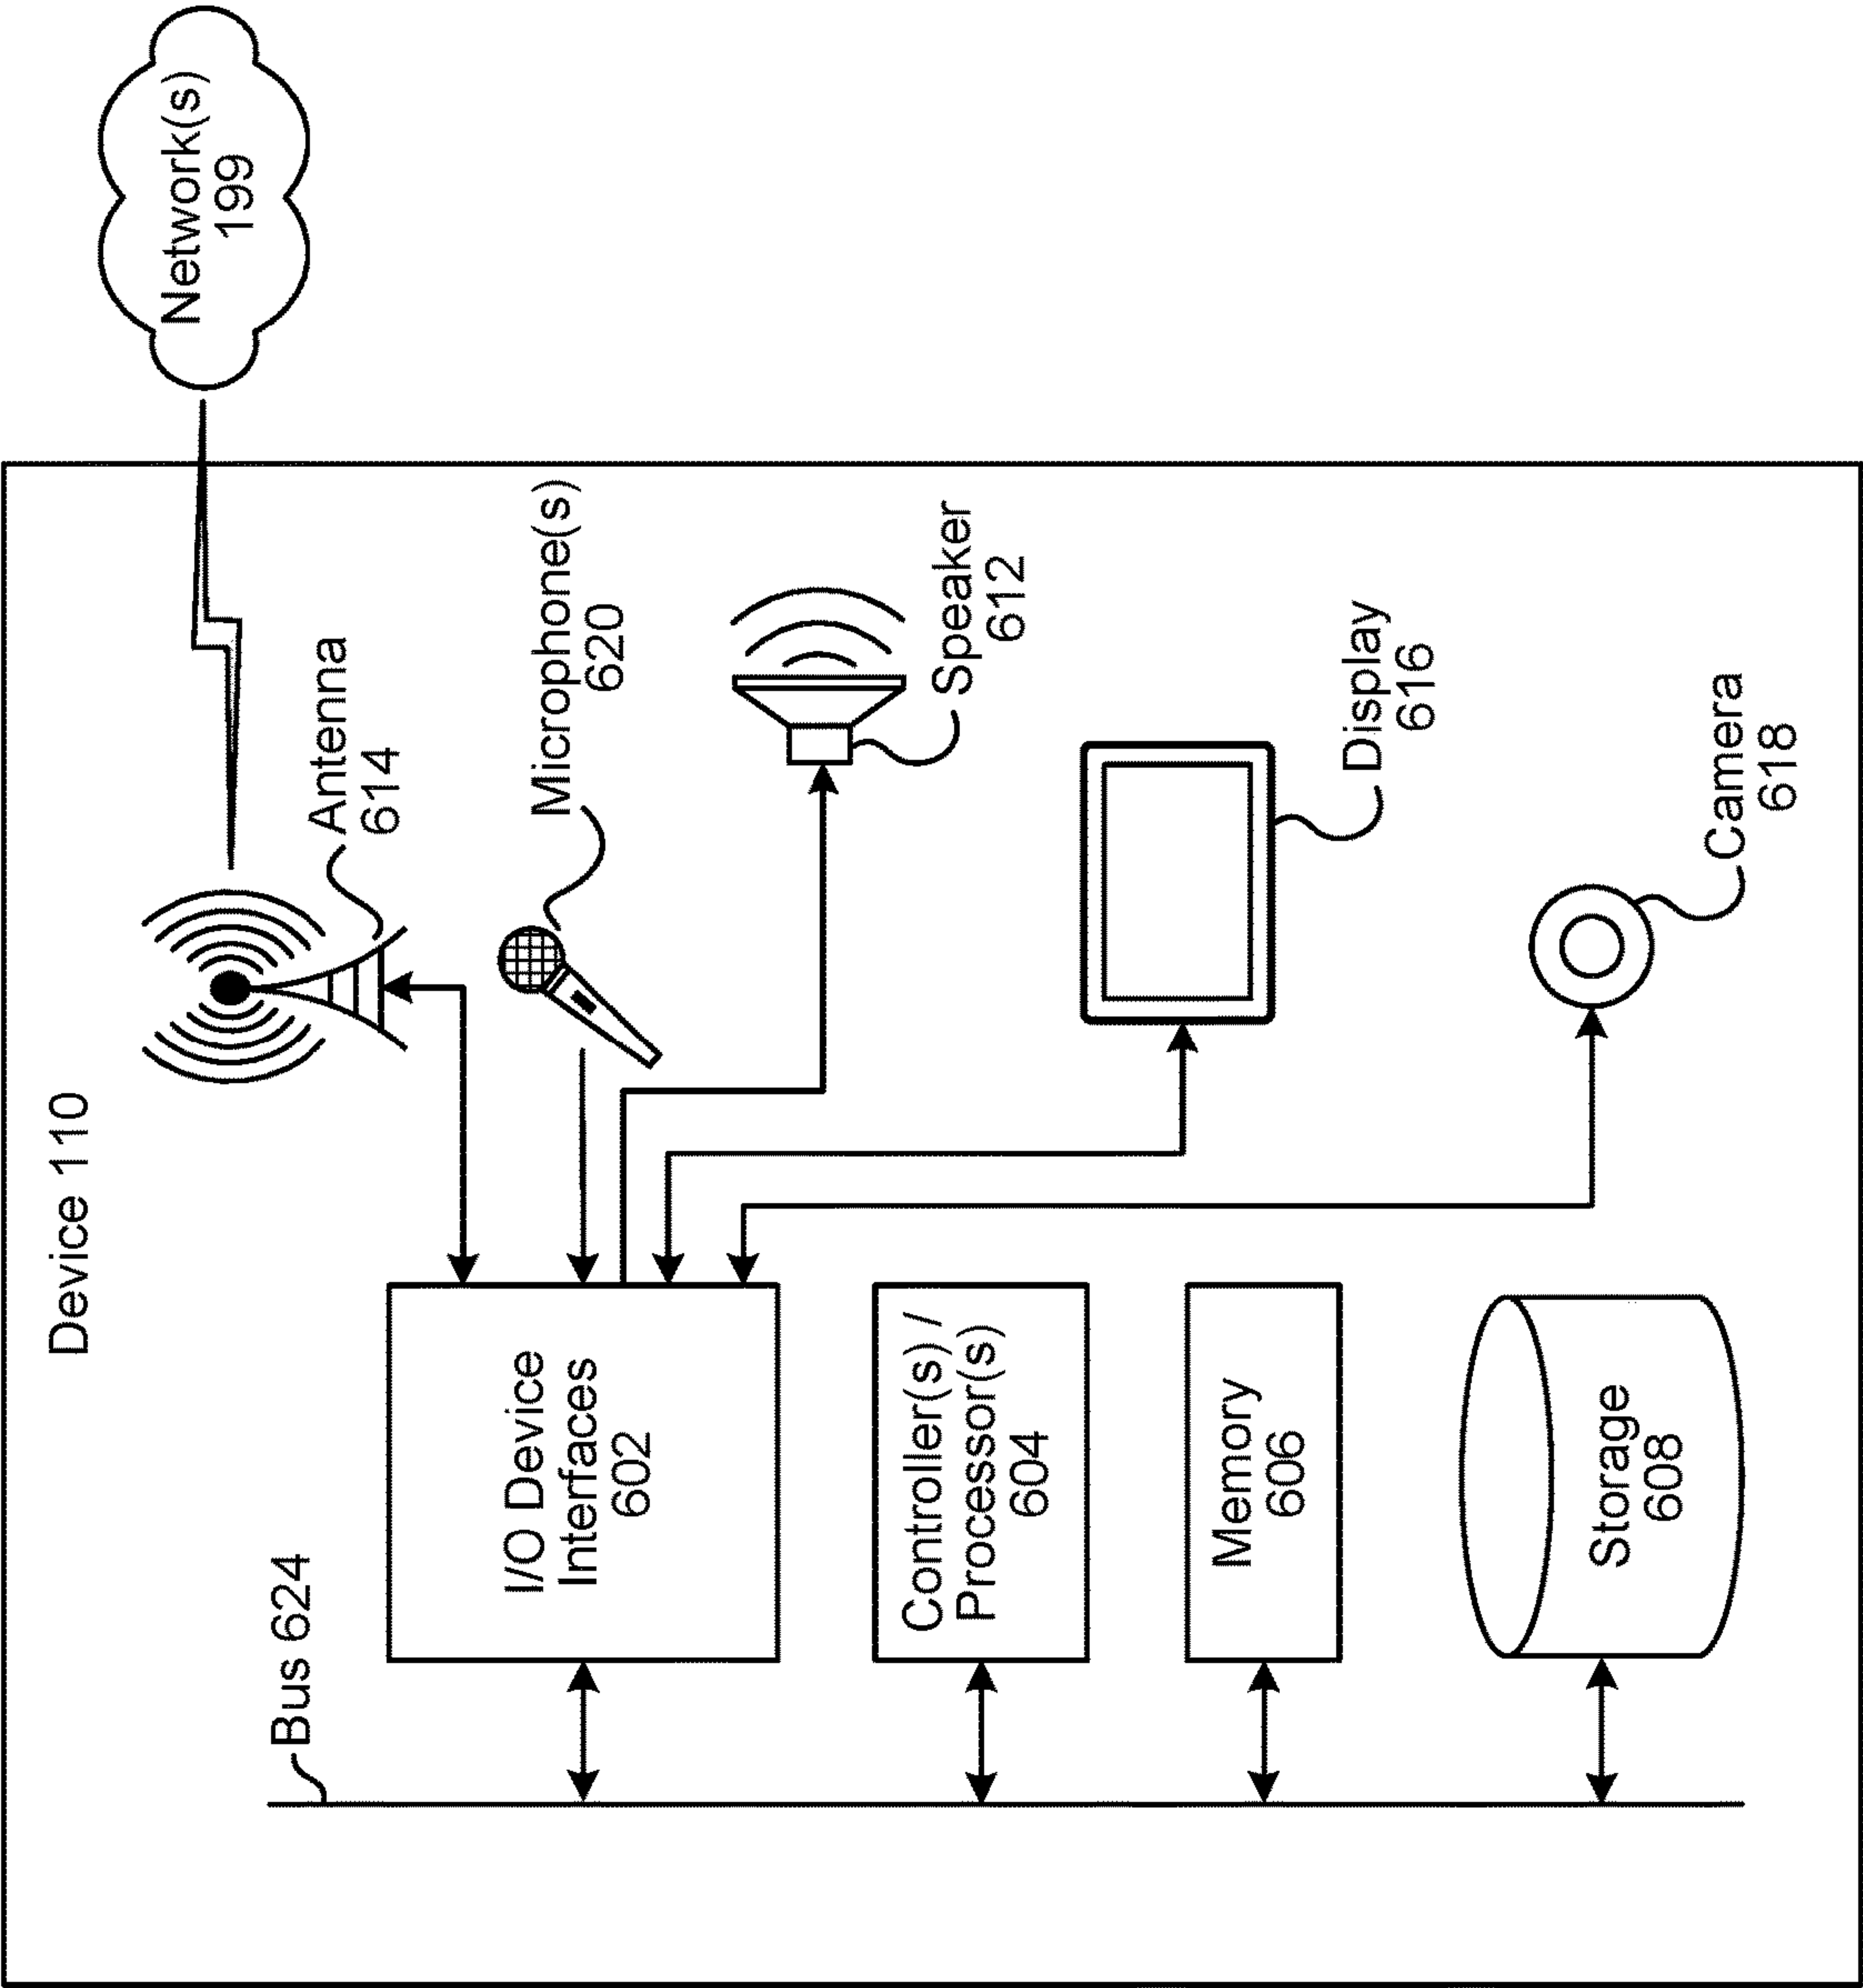 Device 110
Bus 624
I/O Device
Interfaces
602
Controller(s) /
Processor(s)
604
Memory
606
Storage
608
Antenna
614
Microphone(s)
620
Speaker
612
Display
616
Camera
618
Network(s)
199